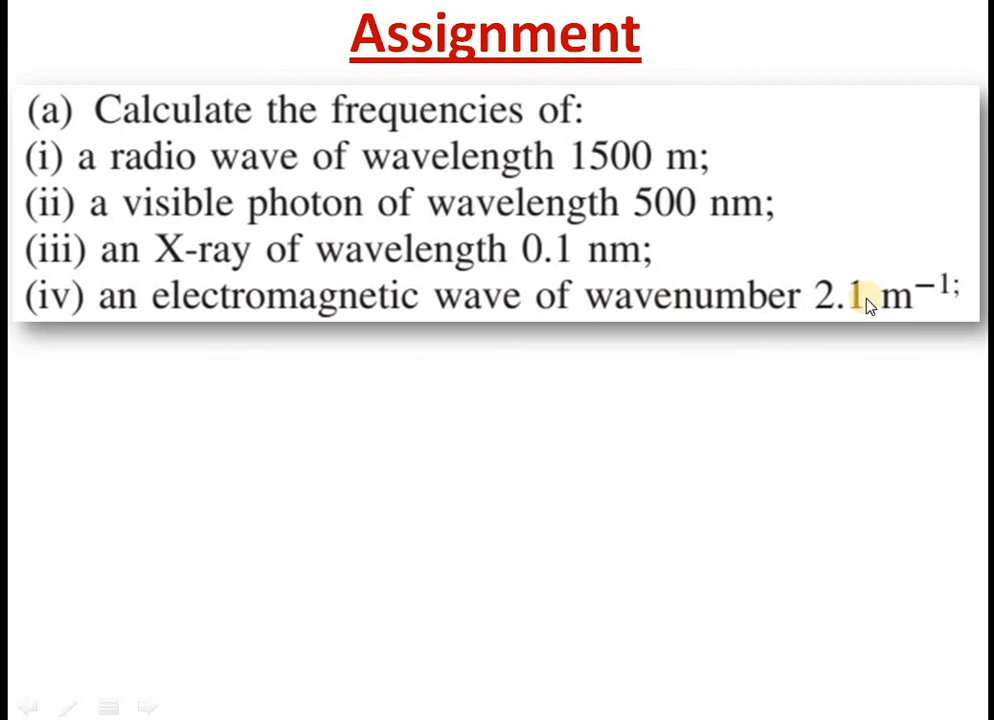 Assignment
(a) Calculate the frequencies of:
(i) a radio wave of wavelength 1500 m;
(ii) a visible photon of wavelength 500 nm;
(iii) an X-ray of wavelength 0.1 nm;
(iv) an electromagnetic wave of wavenumber 2.1 m⁻¹;